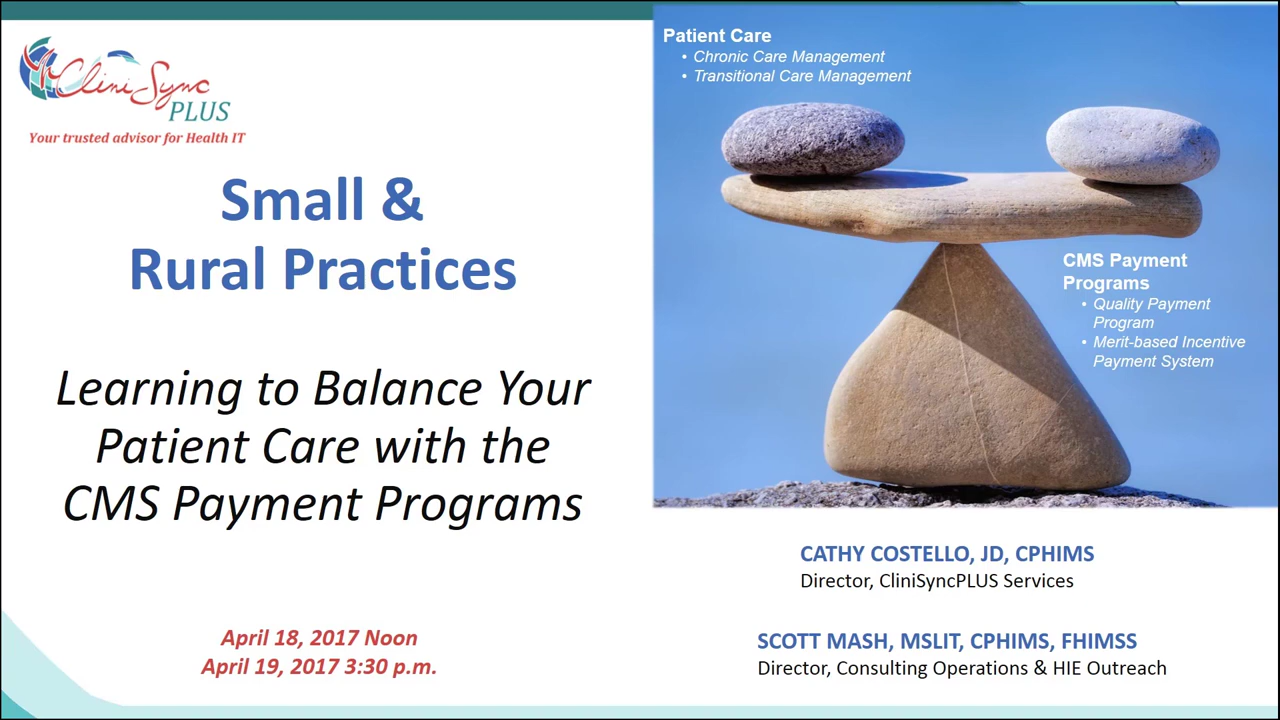 CliniSync
PLUS
Your trusted advisor for Health IT
Small &
Rural Practices
Learning to Balance Your
Patient Care with the
CMS Payment Programs
April 18, 2017 Noon
April 19, 2017 3:30 p.m.
Patient Care
• Chronic Care Management
• Transitional Care Management
CMS Payment
Programs
• Quality Payment
Program
• Merit-based Incentive
Payment System
CATHY COSTELLO, JD, CPHIMS
Director, CliniSyncPLUS Services
SCOTT MASH, MSLIT, CPHIMS, FHIMSS
Director, Consulting Operations & HIE Outreach